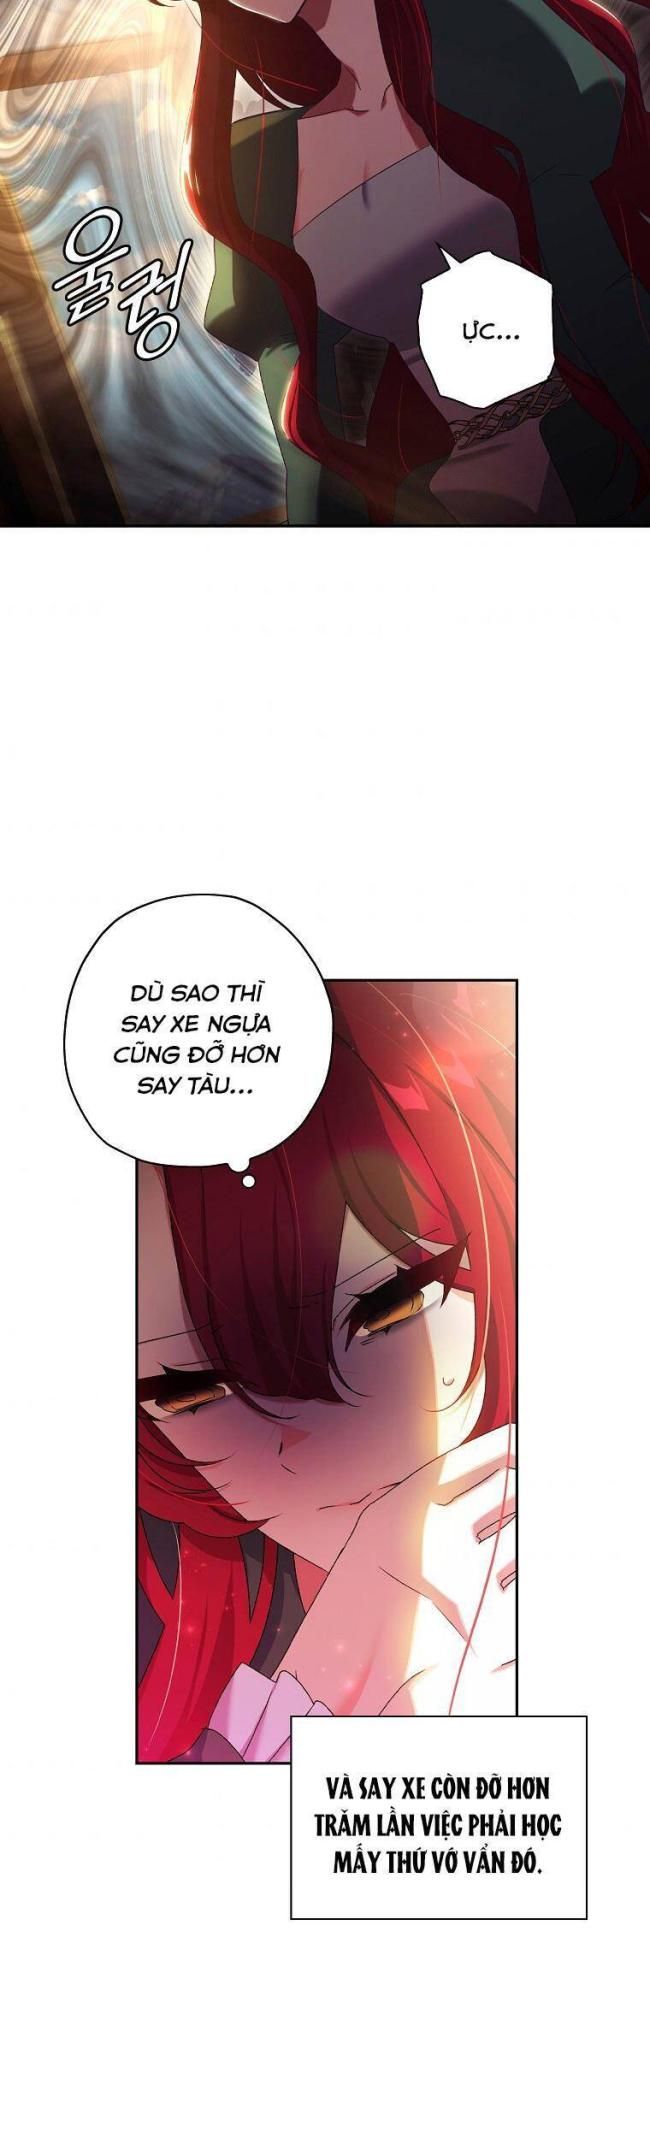 울렁
ỰC...
DÙ SAO THÌ
SAY XE NGỰA
CŨNG ĐỠ HƠN
SAY TÀU...
VÀ SAY XE CÒN ĐỠ HƠN
TRĂM LẦN VIỆC PHẢI HỌC
MẤY THỨ VỚ VẨN ĐÓ.